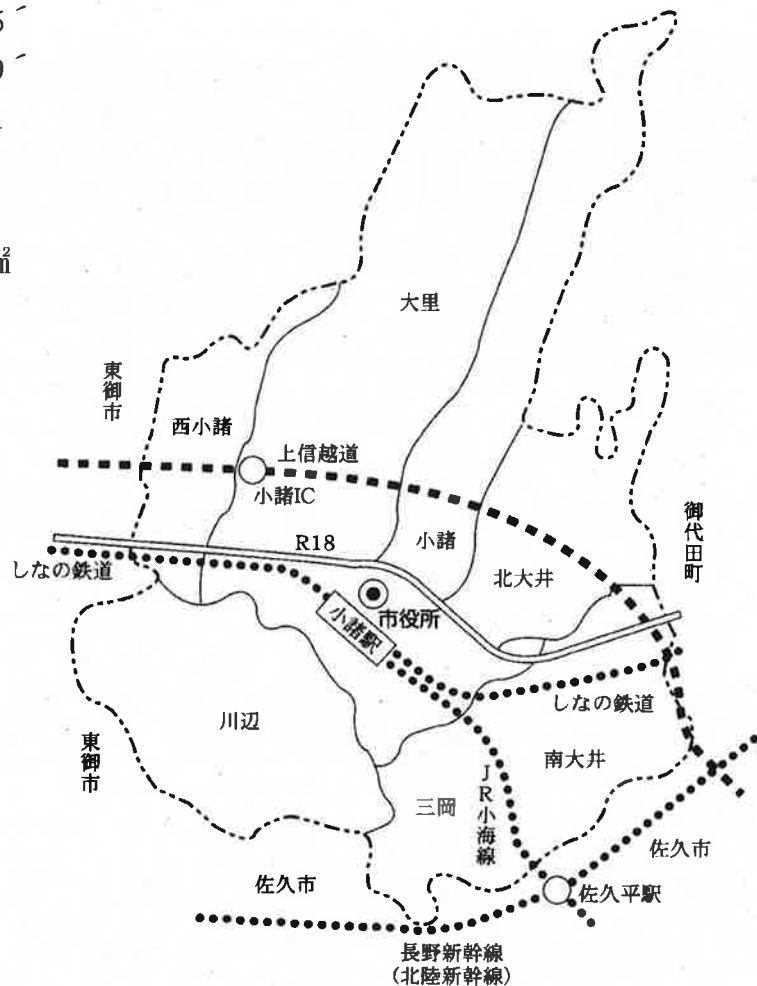 ㎡
大里
東御市
西小諸
上信越道
小諸IC
御代田町
R18
小諸
しなの鉄道
北大井
市役所
小諸駅
しなの鉄道
川辺
南大井
東御市
JR小海線
三岡
佐久市
佐久市
佐久平駅
長野新幹線
(北陸新幹線)